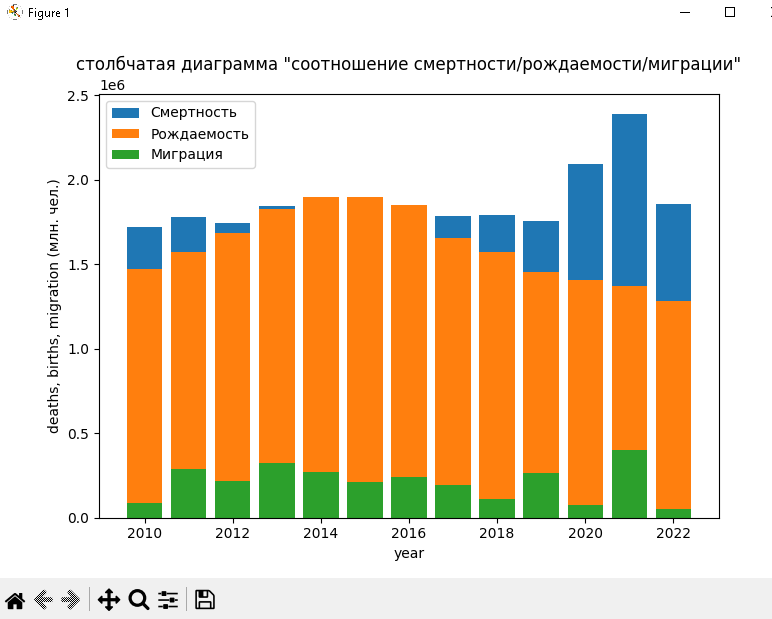 Figure 1
столбчатая диаграмма "соотношение смертности/рождаемости/миграции"
1e6
Смертность
Рождаемость
Миграция
2.5
2.0
1.5
1.0
0.5
0.0
deaths, births, migration (млн. чел.)
2010 2012 2014 2016 2018 2020 2022
year